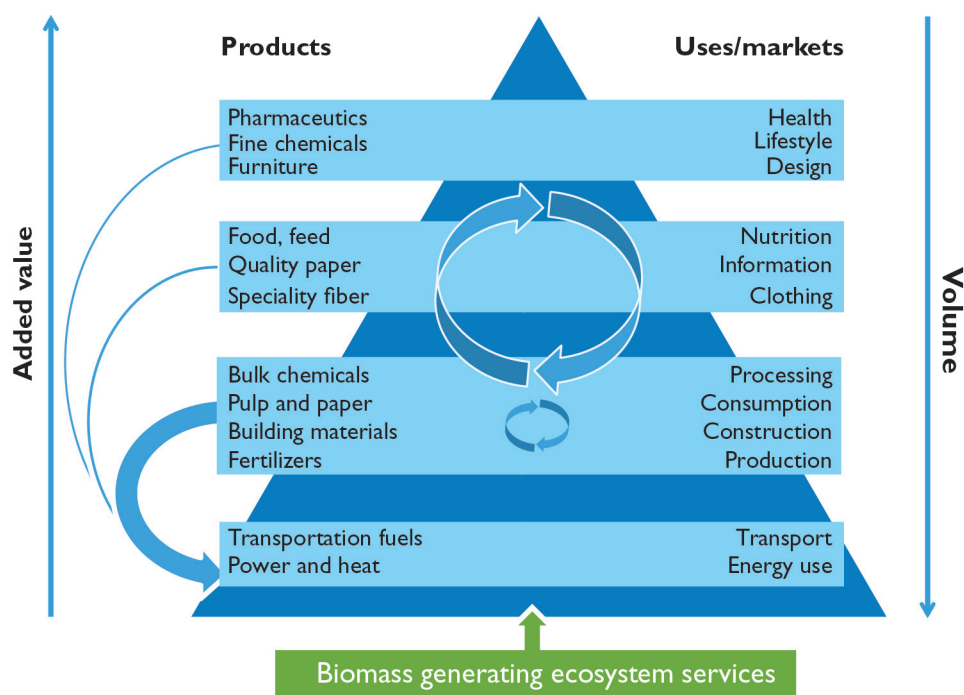 Products
Uses/markets
Added value
Pharmaceutics
Fine chemicals
Furniture
Health
Lifestyle
Design
Food, feed
Quality paper
Speciality fiber
Nutrition
Information
Clothing
Bulk chemicals
Pulp and paper
Building materials
Fertilizers
Processing
Consumption
Construction
Production
Transportation fuels
Power and heat
Transport
Energy use
Volume
Biomass generating ecosystem services